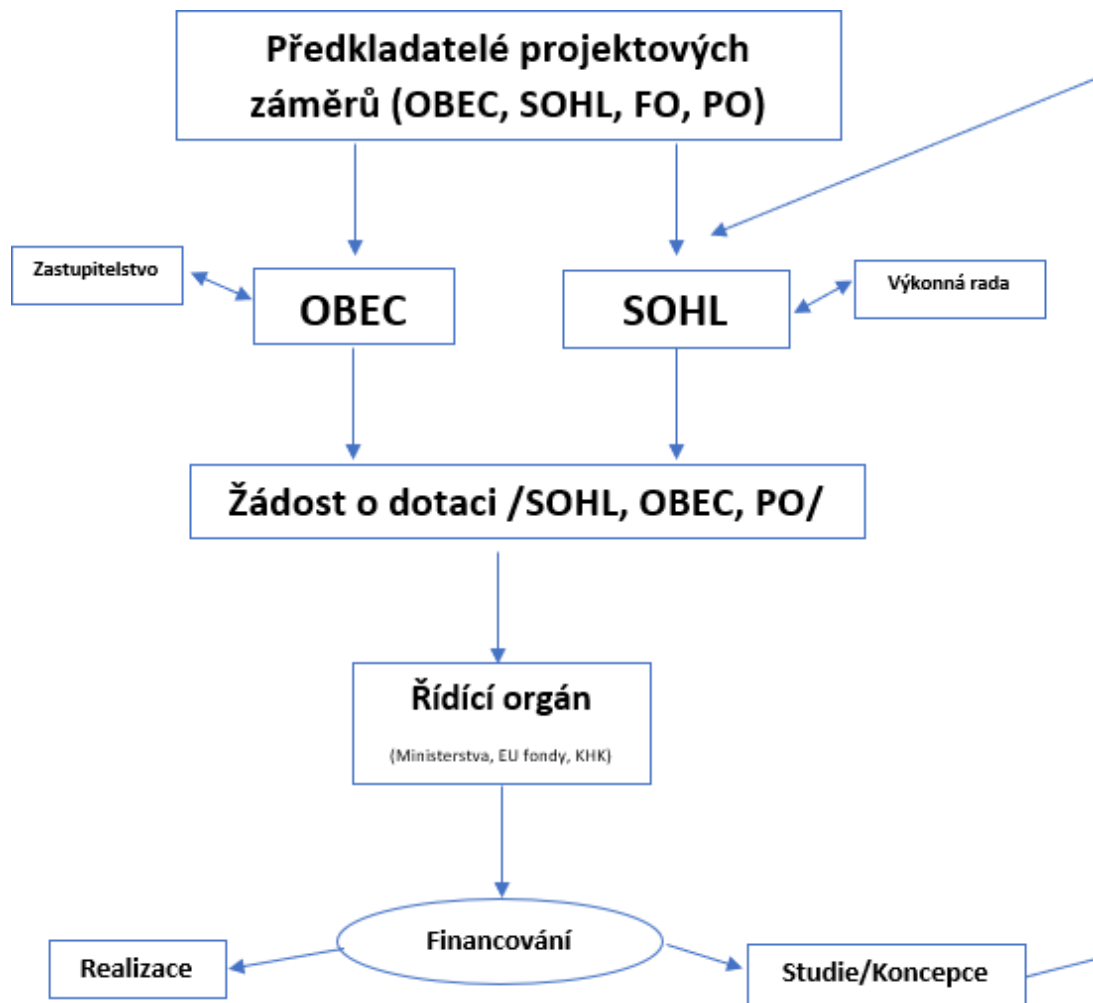 Předkladatelé projektových
záměrů (OBEC, SOHL, FO, PO)
Zastupitelstvo
OBEC
SOHL
Výkonná rada
Žádost o dotaci /SOHL, OBEC, PO/
Řídící orgán
(Ministerstva, EU fondy, KHK)
Financování
Realizace
Studie/Koncepce